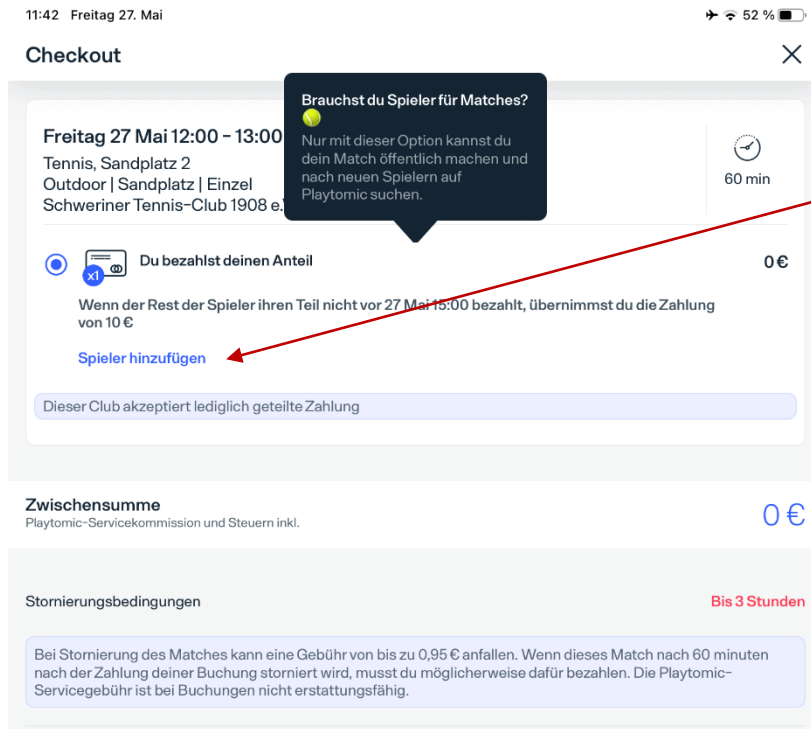 11:42 Freitag 27. Mai
52 %
Checkout
Brauchst du Spieler für Matches?
Nur mit dieser Option kannst du
dein Match öffentlich machen und
nach neuen Spielern auf
Playtomic suchen.
Freitag 27 Mai 12:00 - 13:00
Tennis, Sandplatz 2
Outdoor | Sandplatz | Einzel
Schweriner Tennis-Club 1908 e.
60 min
x1
Du bezahlst deinen Anteil
0 €
Wenn der Rest der Spieler ihren Teil nicht vor 27 Mai 15:00 bezahlt, übernimmst du die Zahlung
von 10 €
Spieler hinzufügen
Dieser Club akzeptiert lediglich geteilte Zahlung
Zwischensumme
Playtomic-Servicekommission und Steuern inkl.
0 €
Stornierungsbedingungen
Bis 3 Stunden
Bei Stornierung des Matches kann eine Gebühr von bis zu 0,95 € anfallen. Wenn dieses Match nach 60 minuten
nach der Zahlung deiner Buchung storniert wird, musst du möglicherweise dafür bezahlen. Die Playtomic-
Servicegebühr ist bei Buchungen nicht erstattungsfähig.